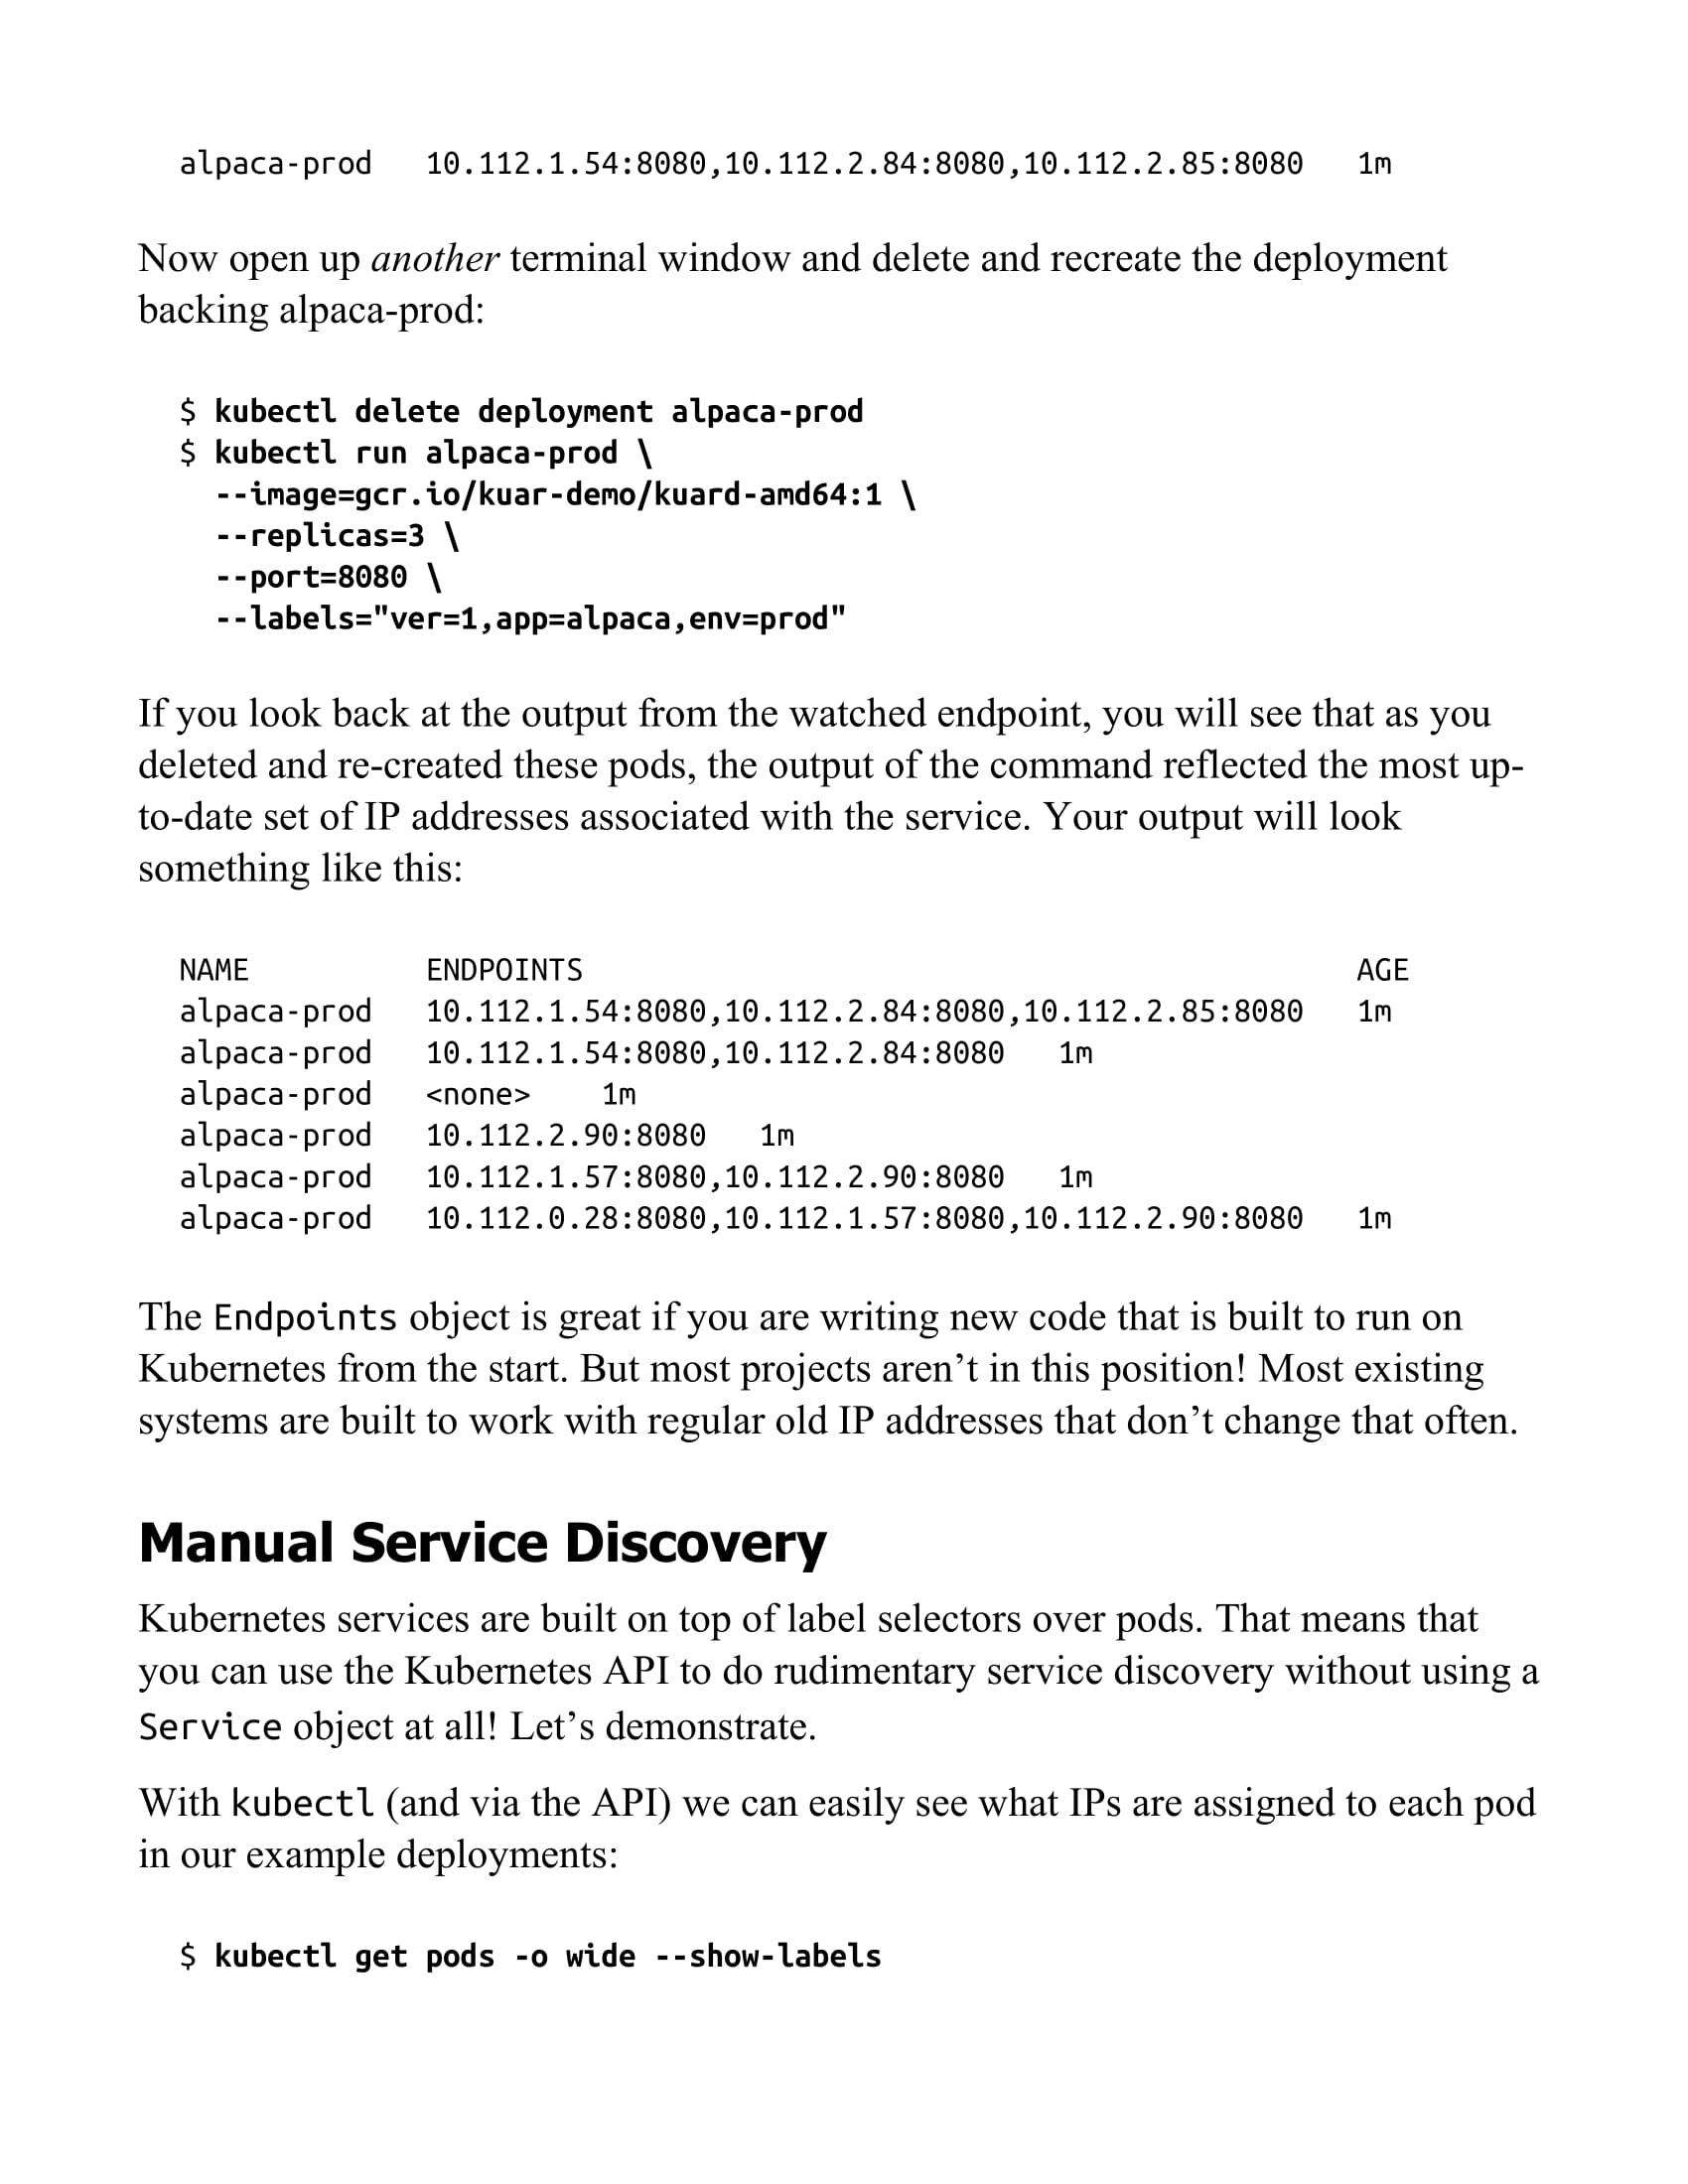 alpaca-prod   10.112.1.54:8080,10.112.2.84:8080,10.112.2.85:8080   1m
Now open up another terminal window and delete and recreate the deployment
backing alpaca-prod:
$ kubectl delete deployment alpaca-prod
$ kubectl run alpaca-prod \
  --image=gcr.io/kuar-demo/kuard-amd64:1 \
  --replicas=3 \
  --port=8080 \
  --labels="ver=1,app=alpaca,env=prod"
If you look back at the output from the watched endpoint, you will see that as you
deleted and re-created these pods, the output of the command reflected the most up-
to-date set of IP addresses associated with the service. Your output will look
something like this:
NAME          ENDPOINTS                                            AGE
alpaca-prod   10.112.1.54:8080,10.112.2.84:8080,10.112.2.85:8080   1m
alpaca-prod   10.112.1.54:8080,10.112.2.84:8080   1m
alpaca-prod   <none>    1m
alpaca-prod   10.112.2.90:8080   1m
alpaca-prod   10.112.1.57:8080,10.112.2.90:8080   1m
alpaca-prod   10.112.0.28:8080,10.112.1.57:8080,10.112.2.90:8080   1m
The Endpoints object is great if you are writing new code that is built to run on
Kubernetes from the start. But most projects aren’t in this position! Most existing
systems are built to work with regular old IP addresses that don’t change that often.
Manual Service Discovery
Kubernetes services are built on top of label selectors over pods. That means that
you can use the Kubernetes API to do rudimentary service discovery without using a
Service object at all! Let’s demonstrate.
With kubectl (and via the API) we can easily see what IPs are assigned to each pod
in our example deployments:
$ kubectl get pods -o wide --show-labels